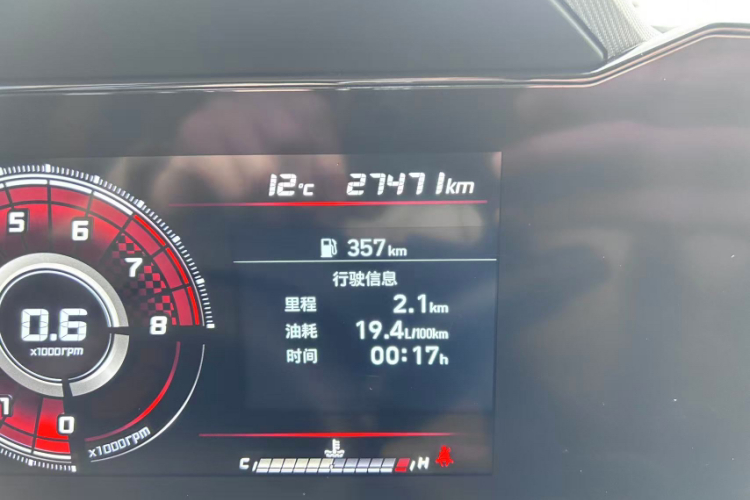 12°C 27471km
357km
行驶信息
里程 2.1km
油耗 19.4L/100km
时间 00:17h
5 6 7 8
0.6
x1000rpm
1 0
x1000rpm
C H